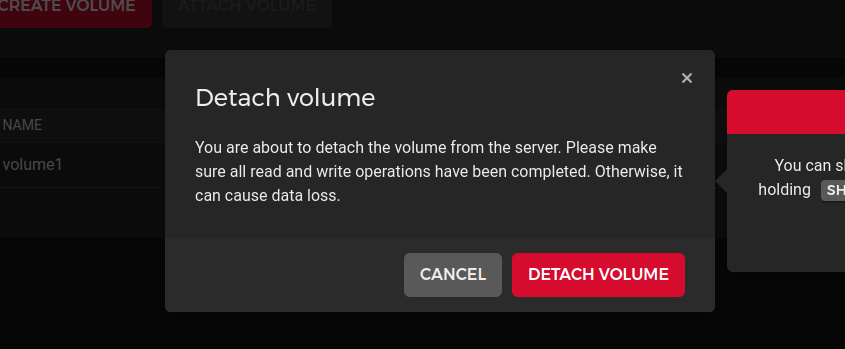 CREATE VOLUME
ATTACH VOLUME
×
Detach volume
NAME
You are about to detach the volume from the server. Please make
volume1
sure all read and write operations have been completed. Otherwise, it
can cause data loss.
You can
holding SH
CANCEL
DETACH VOLUME